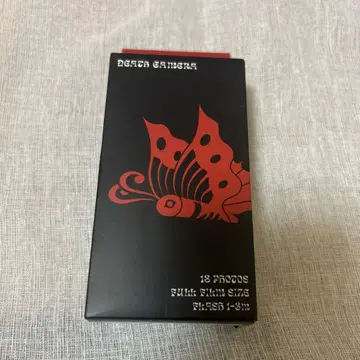 DEATH CAMERA
18 PHOTOS
FULL FILM SIZE
FLASH 1-3m